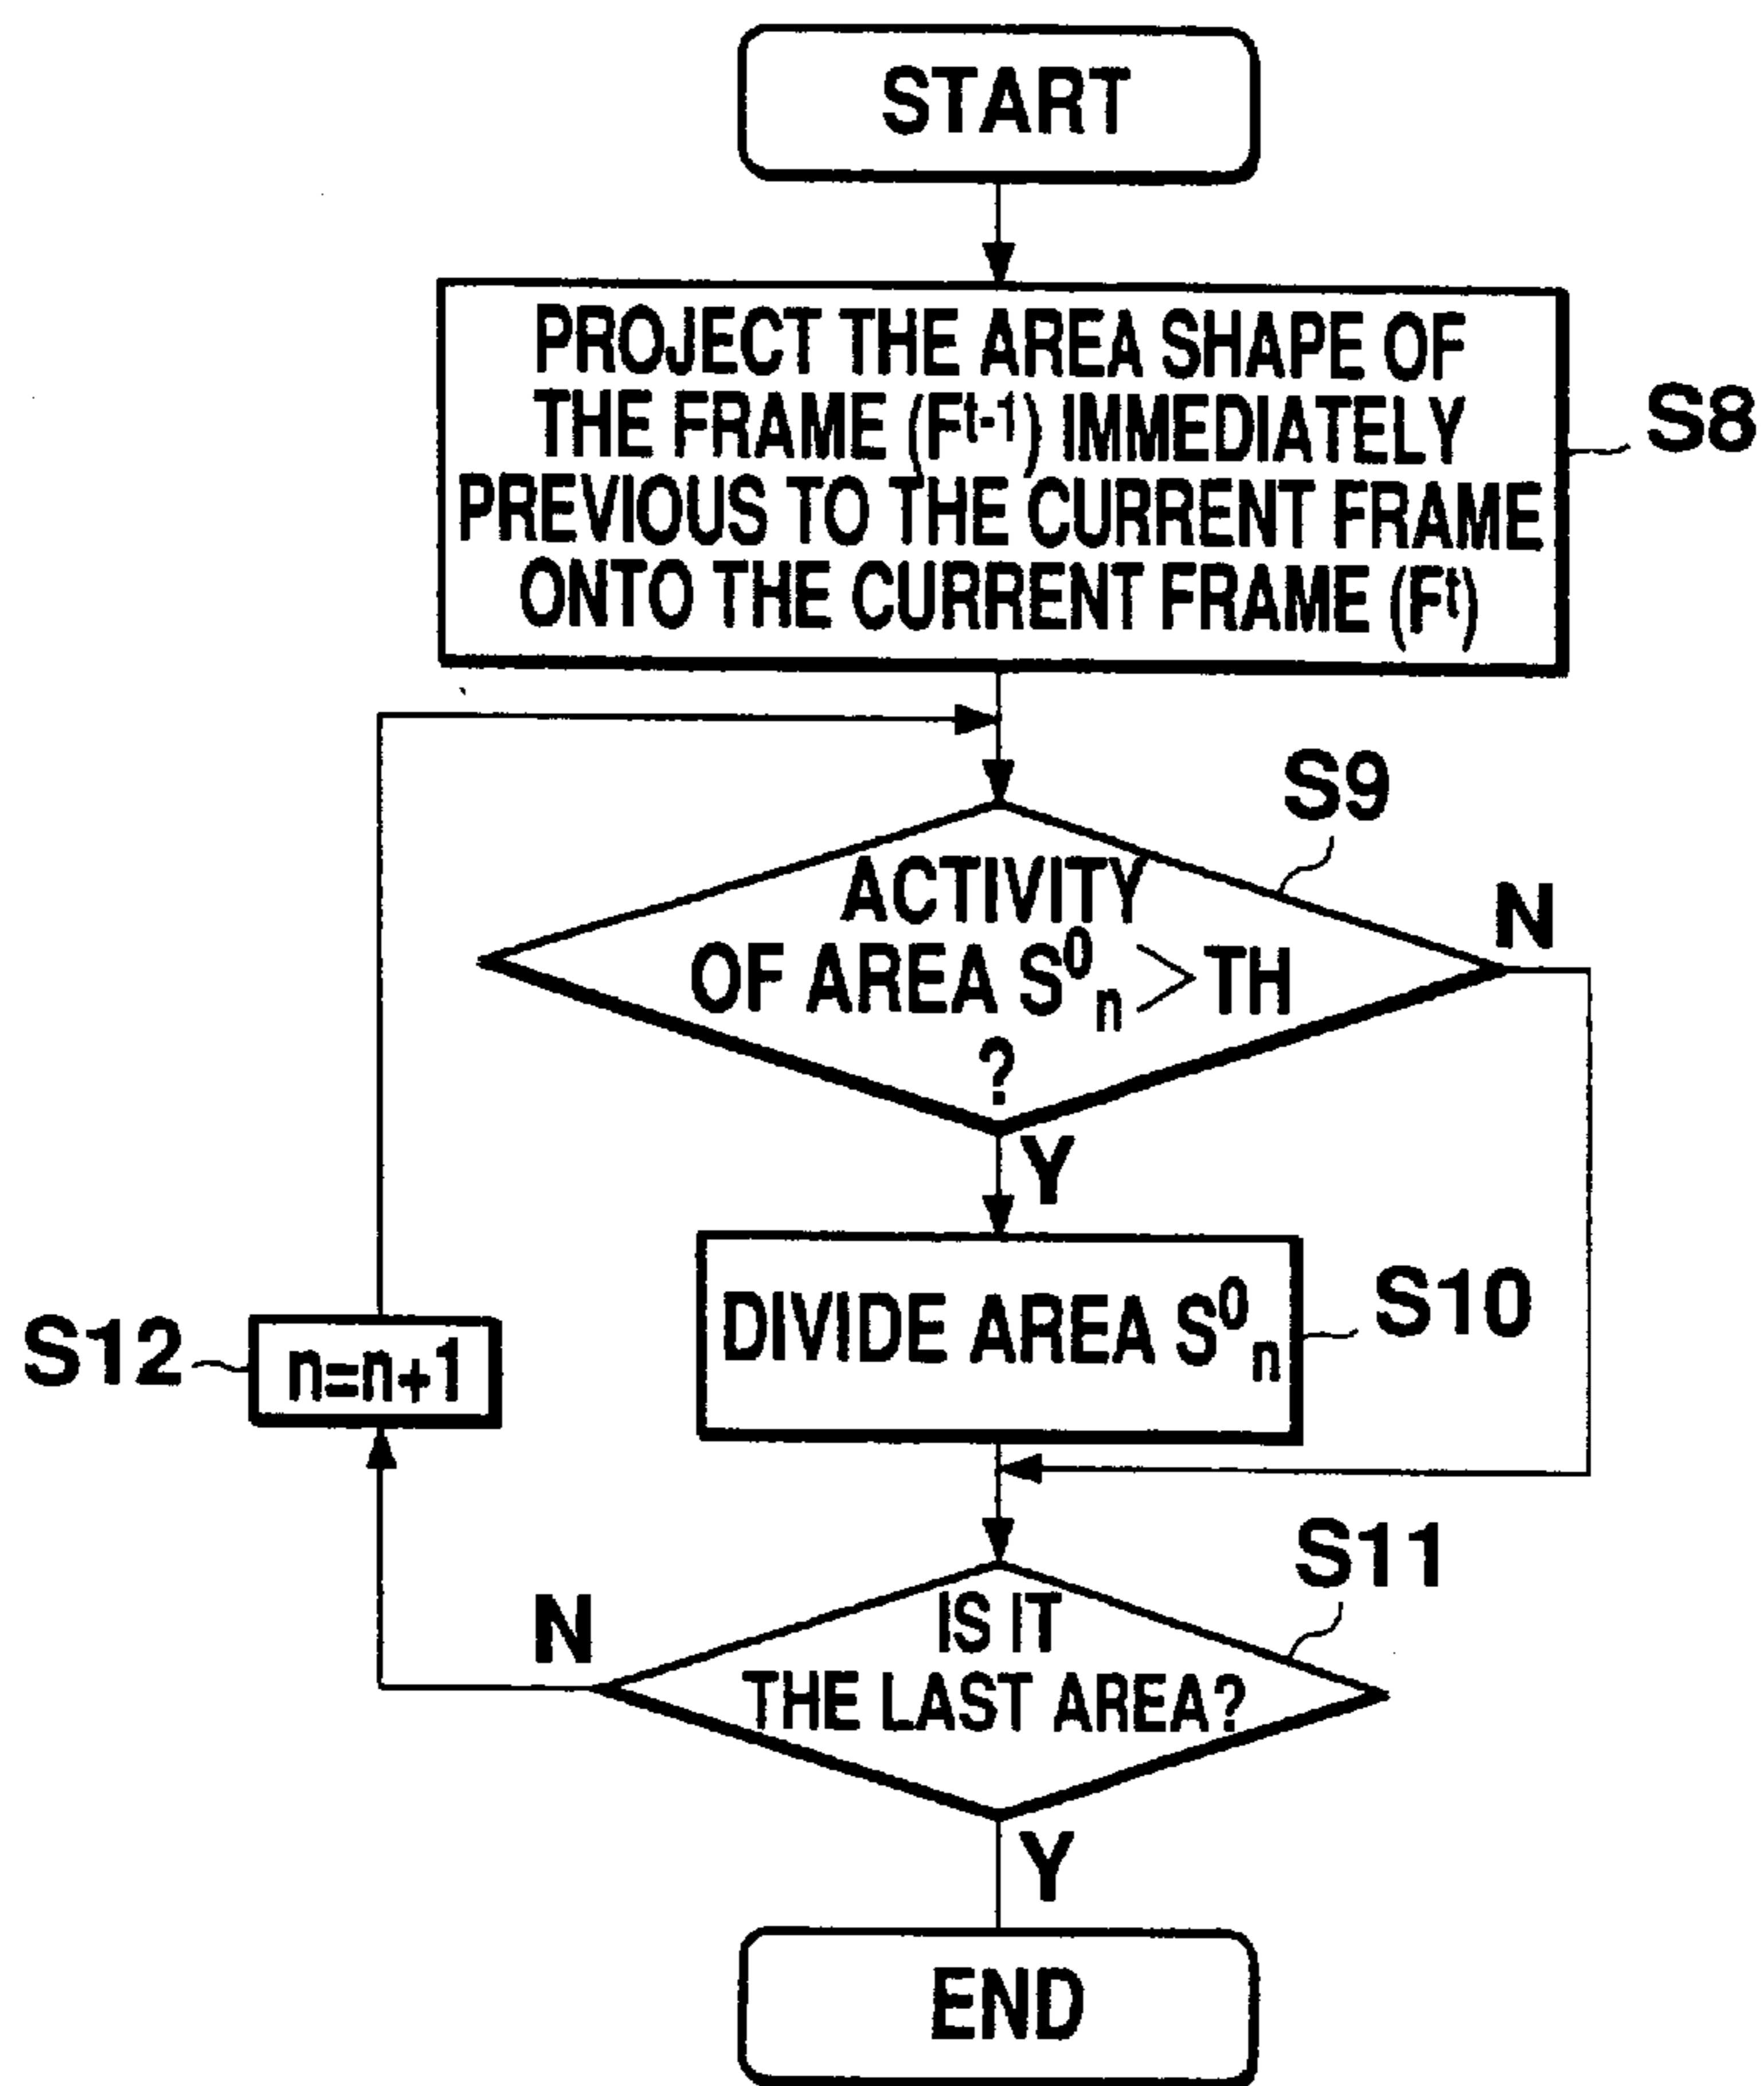 START
PROJECT THE AREA SHAPE OF
THE FRAME (Fᵗ⁻¹) IMMEDIATELY
PREVIOUS TO THE CURRENT FRAME
ONTO THE CURRENT FRAME (Fᵗ)
S8
S9
ACTIVITY
OF AREA S⁰ₙ>TH
?
N
Y
DIVIDE AREA S⁰ₙ
S10
S12
n=n+1
S11
IS IT
THE LAST AREA?
N
Y
END